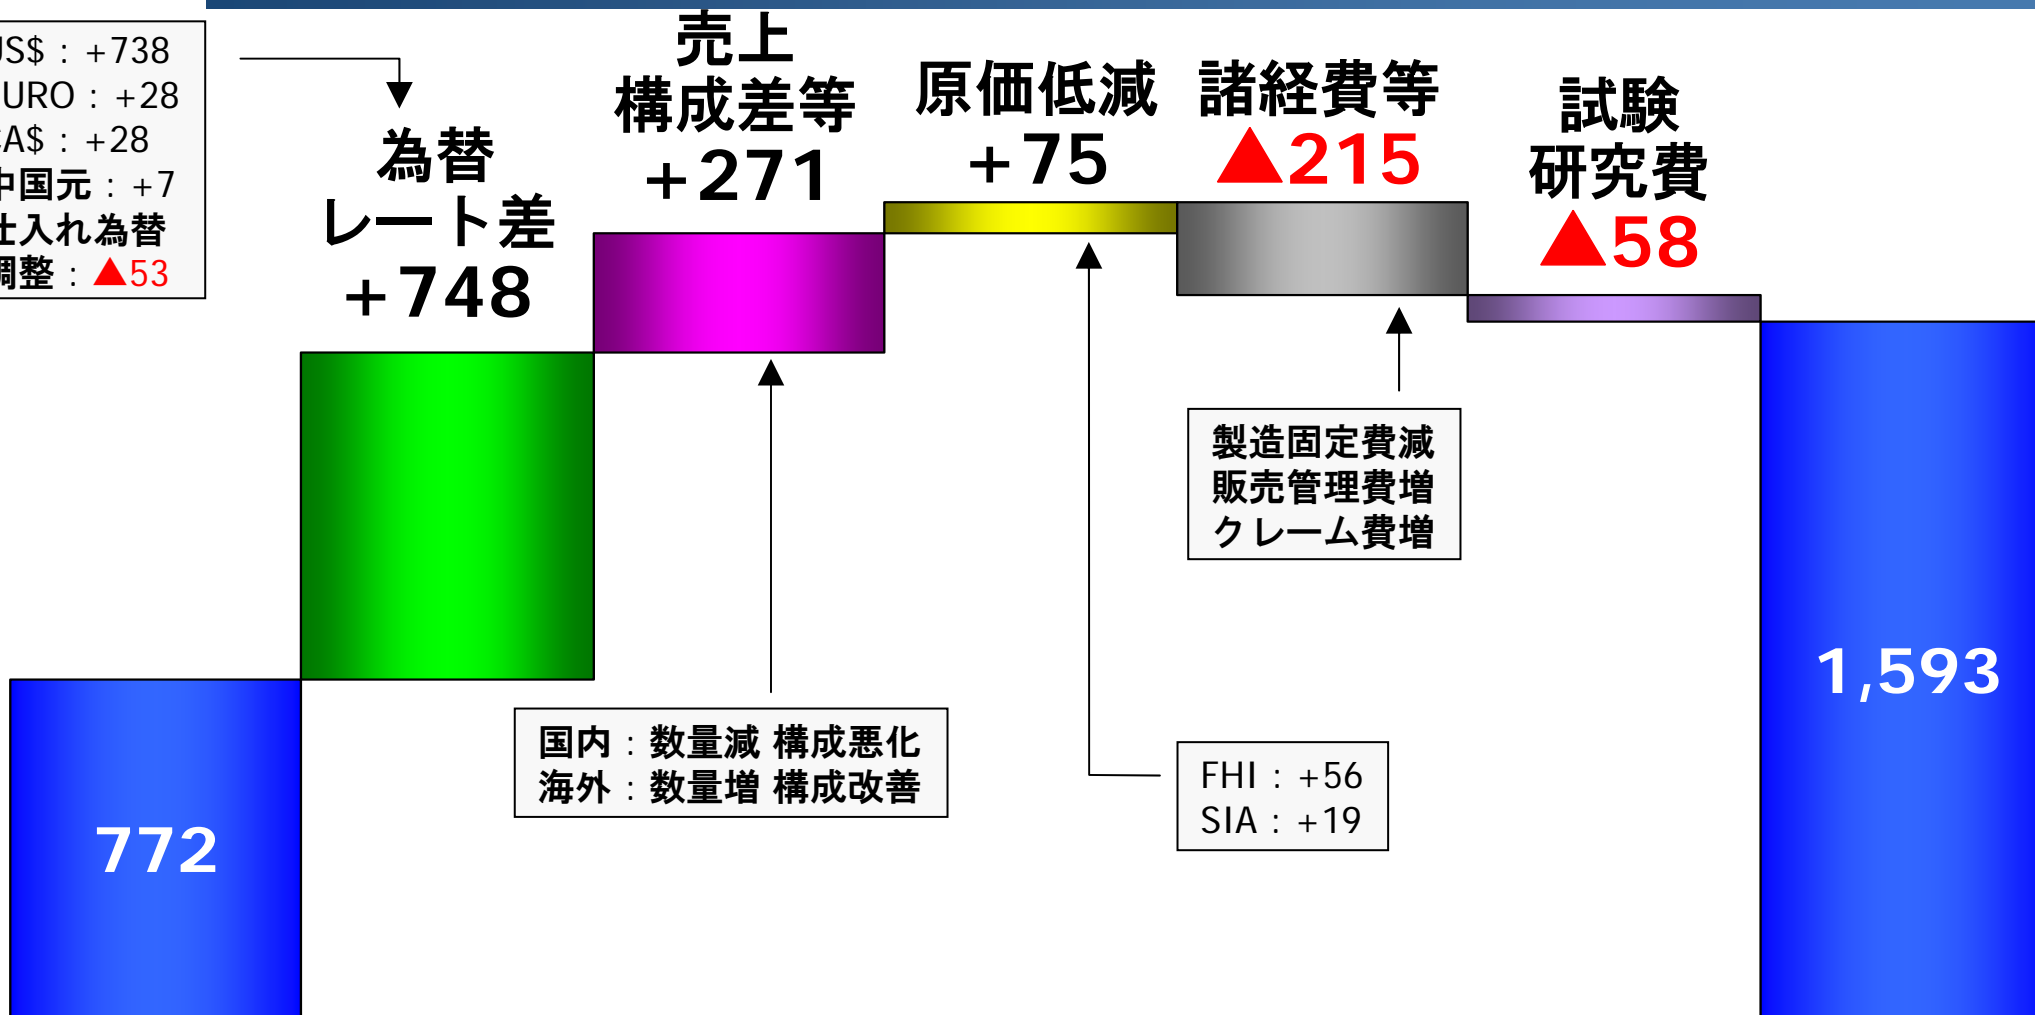 US$ : +738
EURO : +28
CA$ : +28
中国元 : +7
仕入れ為替
調整 : ▲53
為替
レート差
+748
売上
構成差等
+271
原価低減
+75
諸経費等
▲215
試験
研究費
▲58
製造固定費減
販売管理費増
クレーム費増
国内 : 数量減 構成悪化
海外 : 数量増 構成改善
FHI : +56
SIA : +19
772
1,593